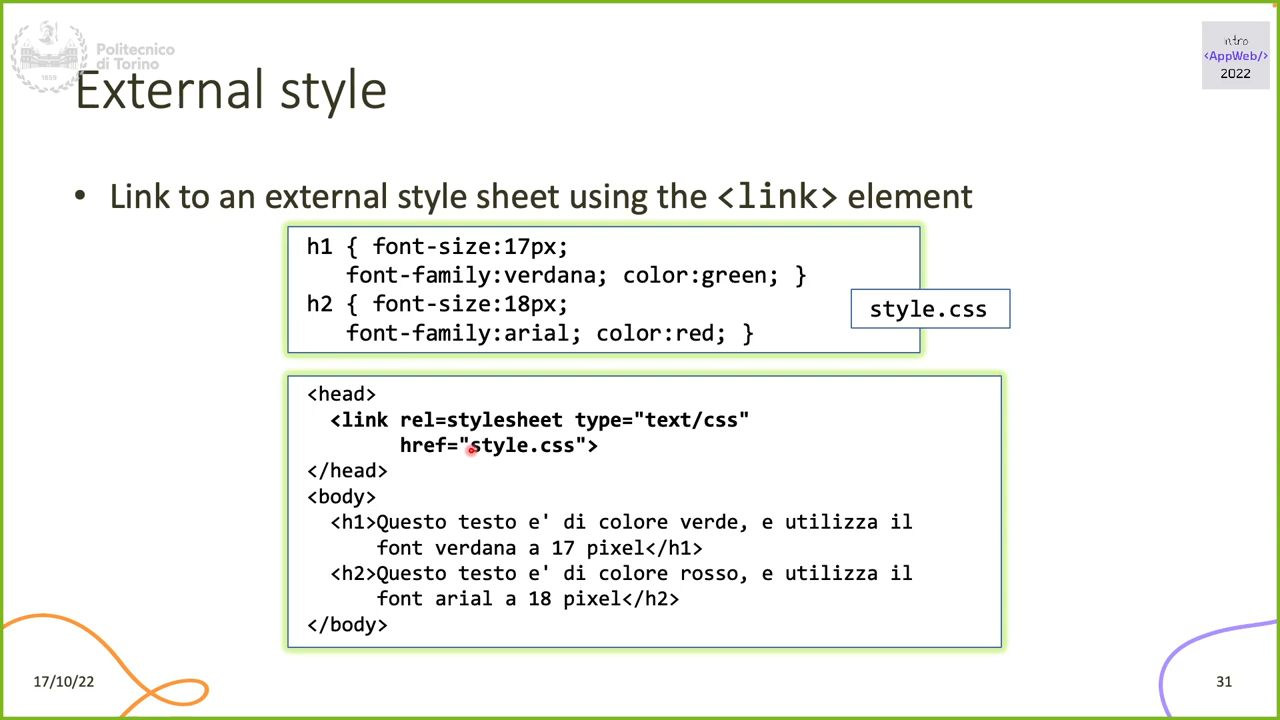 Politecnico
di Torino
1859
intro
<AppWeb/>
2022
External style
• Link to an external style sheet using the <link> element
h1 { font-size:17px;
font-family:verdana; color:green; }
h2 { font-size:18px;
font-family:arial; color:red; }
style.css
<head>
<link rel=stylesheet type="text/css"
href="style.css">
</head>
<body>
<h1>Questo testo e' di colore verde, e utilizza il
font verdana a 17 pixel</h1>
<h2>Questo testo e' di colore rosso, e utilizza il
font arial a 18 pixel</h2>
</body>
17/10/22
31